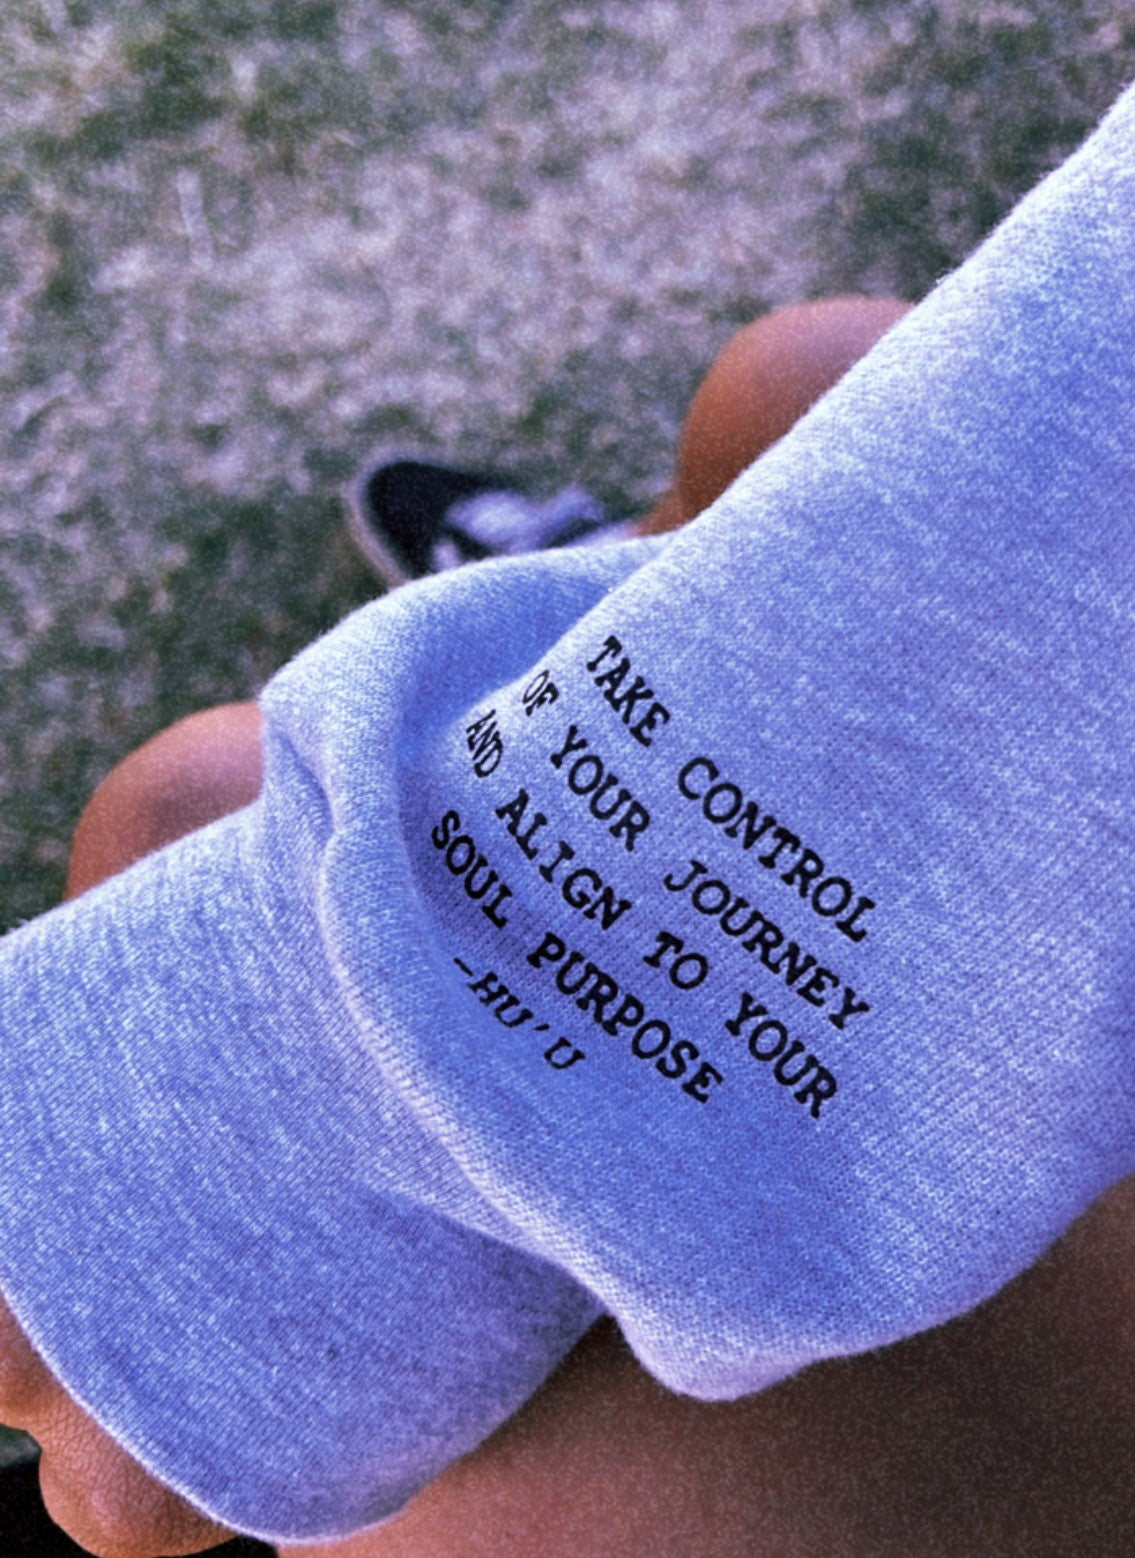 TAKE CONTROL
OF YOUR JOURNEY
AND ALIGN TO YOUR
SOUL PURPOSE
-HU'U